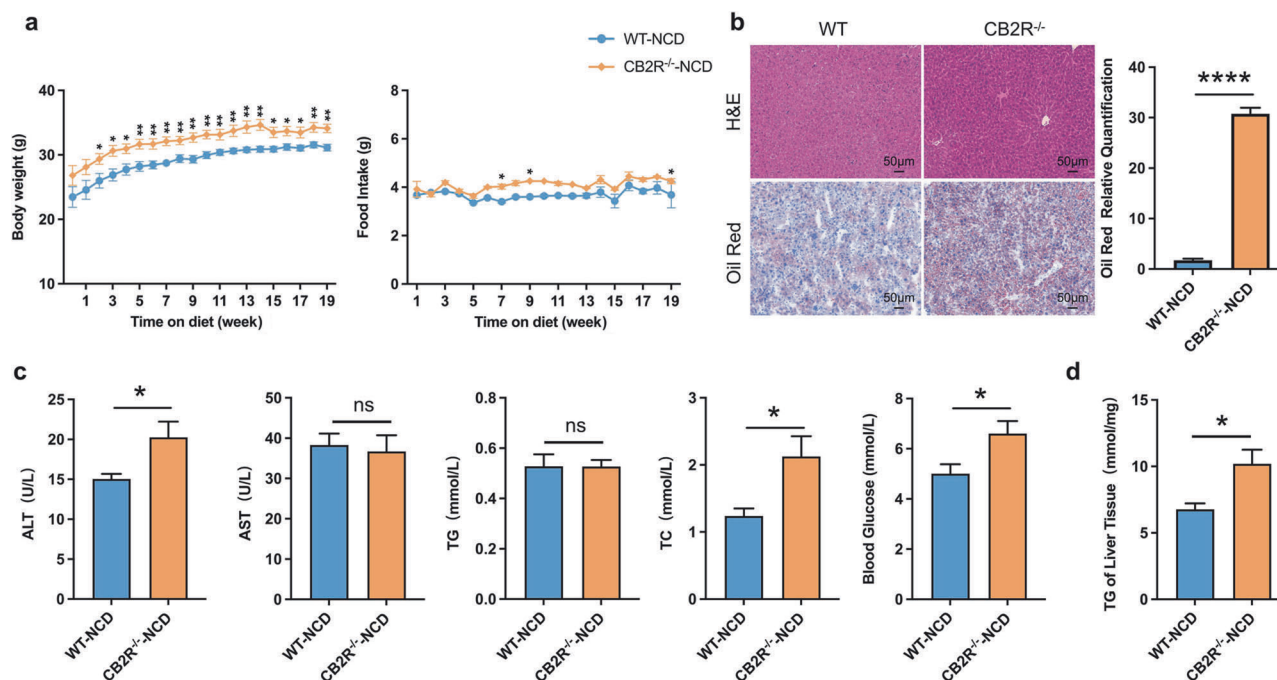 a
WT-NCD
CB2R-/--NCD
Body weight (g)
40
30
20
10
* * * ** ** ** ** ** ** ** ** ** ** * * * ** **
1 3 5 7 9 11 13 15 17 19
Time on diet (week)
Food Intake (g)
8
6
4
2
0
* * *
1 3 5 7 9 11 13 15 17 19
Time on diet (week)
b
WT CB2R-/-
H&E
50μm 50μm
Oil Red
50μm 50μm
Oil Red Relative Quantification
40
30
20
10
0
****
WT-NCD CB2R-/--NCD
c
ALT (U/L)
25
20
15
10
5
0
*
WT-NCD CB2R-/--NCD
AST (U/L)
50
40
30
20
10
0
ns
WT-NCD CB2R-/--NCD
TG (mmol/L)
0.8
0.6
0.4
0.2
0.0
ns
WT-NCD CB2R-/--NCD
TC (mmol/L)
3
2
1
0
*
WT-NCD CB2R-/--NCD
Blood Glucose (mmol/L)
8
6
4
2
0
*
WT-NCD CB2R-/--NCD
d
TG of Liver Tissue (mmol/mg)
15
10
5
0
*
WT-NCD CB2R-/--NCD